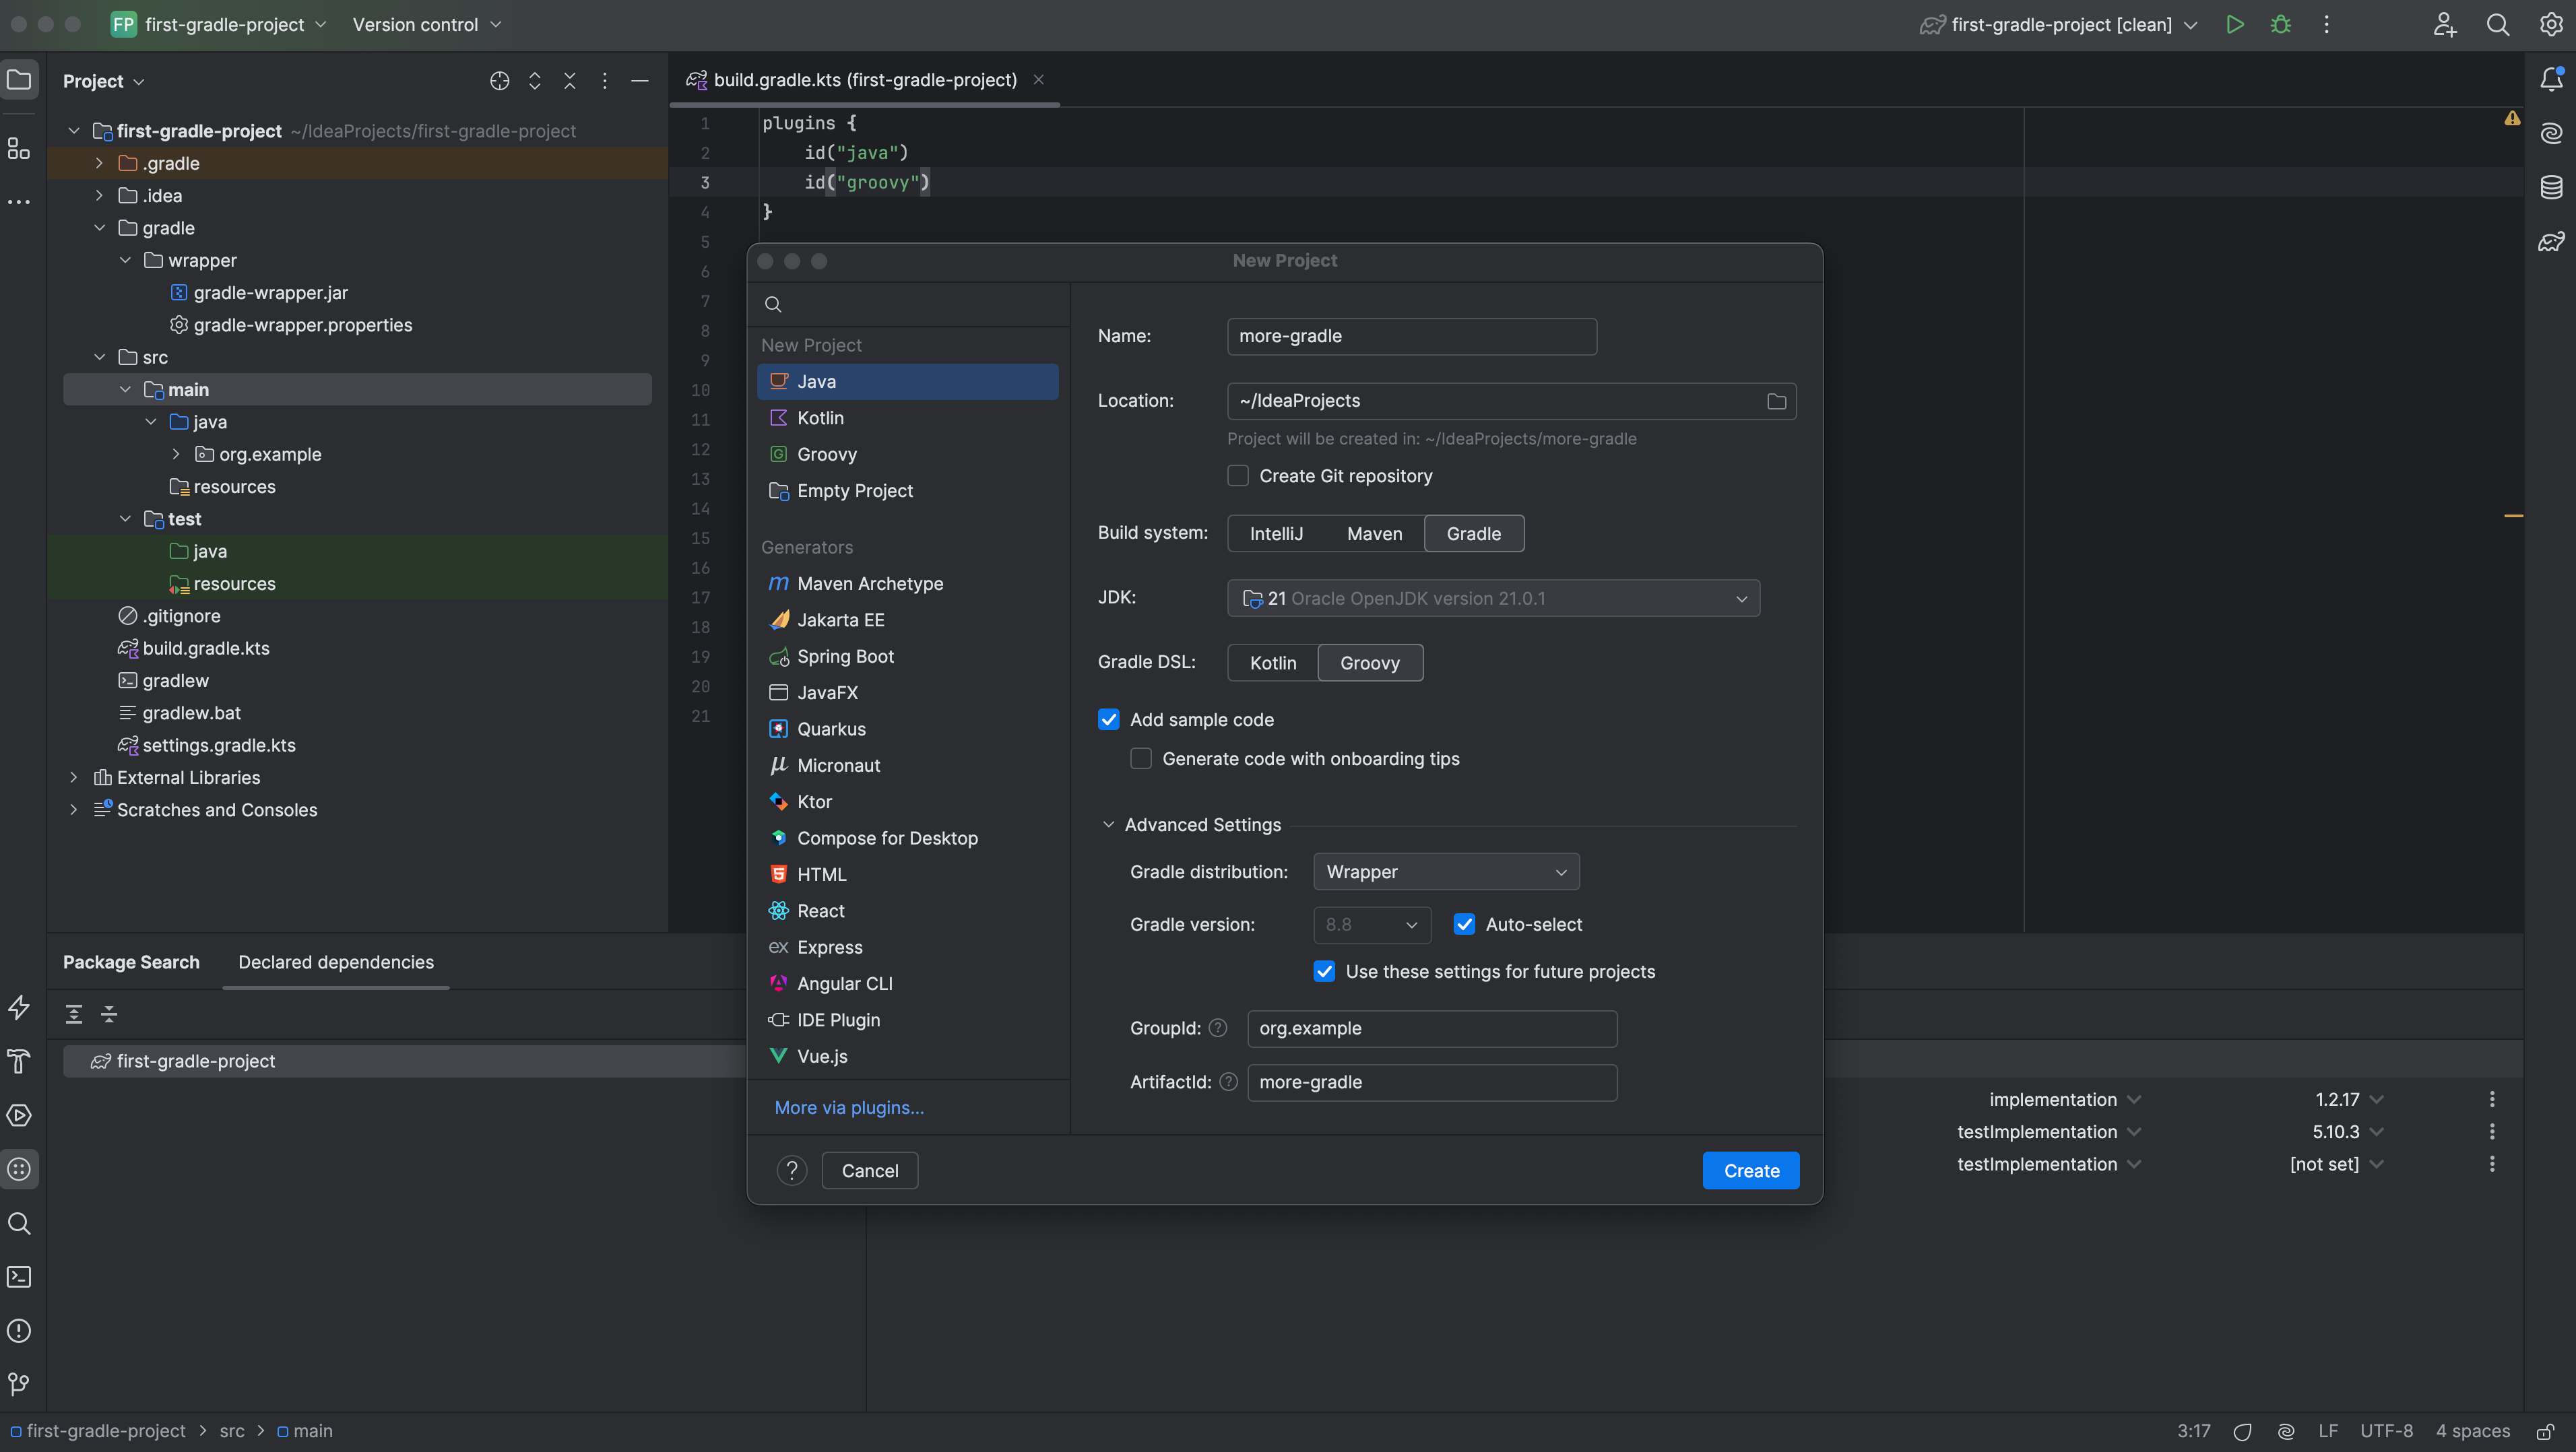 FP first-gradle-project Version control
first-gradle-project [clean]
Project
first-gradle-project ~/IdeaProjects/first-gradle-project
.gradle
.idea
gradle
wrapper
gradle-wrapper.jar
gradle-wrapper.properties
src
main
java
org.example
resources
test
java
resources
.gitignore
build.gradle.kts
gradlew
gradlew.bat
settings.gradle.kts
External Libraries
Scratches and Consoles
build.gradle.kts (first-gradle-project)
1 plugins {
2 id("java")
3 id("groovy")
4 }
5
6
7
8
9
10
11
12
13
14
15
16
17
18
19
20
21
New Project
New Project
Java
Kotlin
G Groovy
Empty Project
Generators
m Maven Archetype
Jakarta EE
Spring Boot
JavaFX
Quarkus
μ Micronaut
Ktor
Compose for Desktop
5 HTML
React
ex Express
Angular CLI
IDE Plugin
Vue.js
More via plugins...
Name: more-gradle
Location: ~/IdeaProjects
Project will be created in: ~/IdeaProjects/more-gradle
Create Git repository
Build system: IntelliJ Maven Gradle
JDK: 21 Oracle OpenJDK version 21.0.1
Gradle DSL: Kotlin Groovy
Add sample code
Generate code with onboarding tips
Advanced Settings
Gradle distribution: Wrapper
Gradle version: 8.8 Auto-select
Use these settings for future projects
GroupId: ? org.example
ArtifactId: ? more-gradle
? Cancel Create
Package Search Declared dependencies
first-gradle-project
implementation 1.2.17
testImplementation 5.10.3
testImplementation [not set]
first-gradle-project > src > main
3:17 LF UTF-8 4 spaces